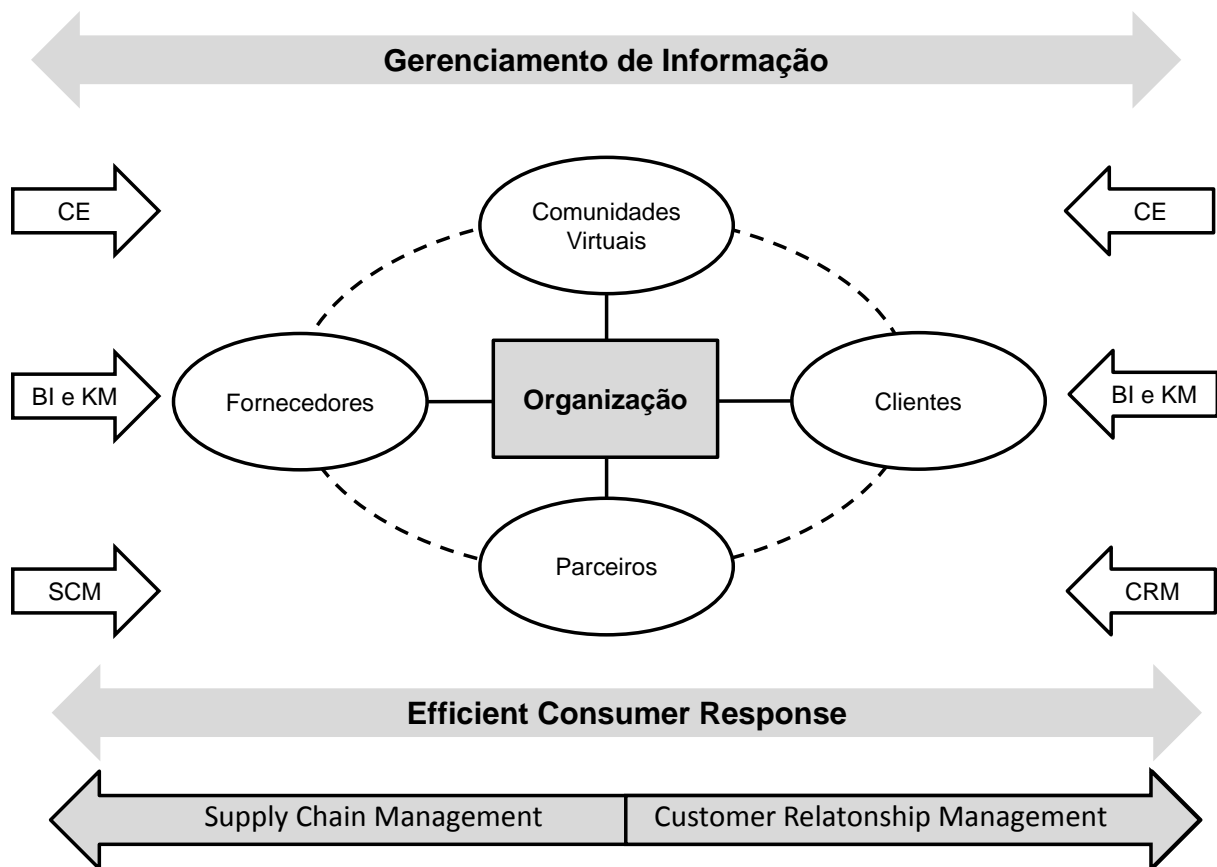 Gerenciamento de Informação
CE
Comunidades
Virtuais
CE
BI e KM
Fornecedores
Organização
Clientes
BI e KM
SCM
Parceiros
CRM
Efficient Consumer Response
Supply Chain Management
Customer Relatonship Management